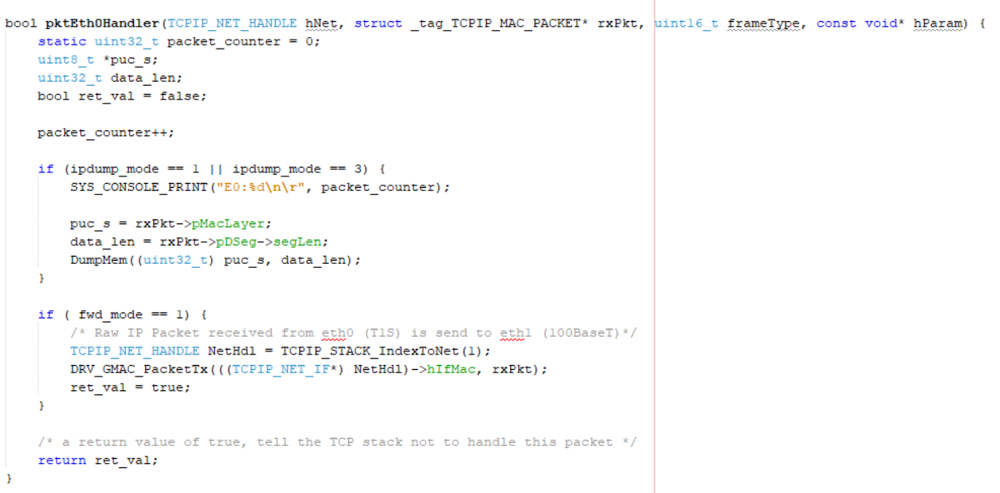 bool pktEth0Handler(TCPIP_NET_HANDLE hNet, struct _tag_TCPIP_MAC_PACKET* rxPkt, uint16_t frameType, const void* hParam) {
    static uint32_t packet_counter = 0;
    uint8_t *puc_s;
    uint32_t data_len;
    bool ret_val = false;

    packet_counter++;

    if (ipdump_mode == 1 || ipdump_mode == 3) {
        SYS_CONSOLE_PRINT("E0:%d\n\r", packet_counter);

        puc_s = rxPkt->pMacLayer;
        data_len = rxPkt->pDSeg->segLen;
        DumpMem((uint32_t) puc_s, data_len);
    }

    if ( fwd_mode == 1) {
        /* Raw IP Packet received from eth0 (T1S) is send to eth1 (100BaseT)*/
        TCPIP_NET_HANDLE NetHdl = TCPIP_STACK_IndexToNet(1);
        DRV_GMAC_PacketTx(((TCPIP_NET_IF*) NetHdl)->hIfMac, rxPkt);
        ret_val = true;
    }

    /* a return value of true, tell the TCP stack not to handle this packet */
    return ret_val;
}